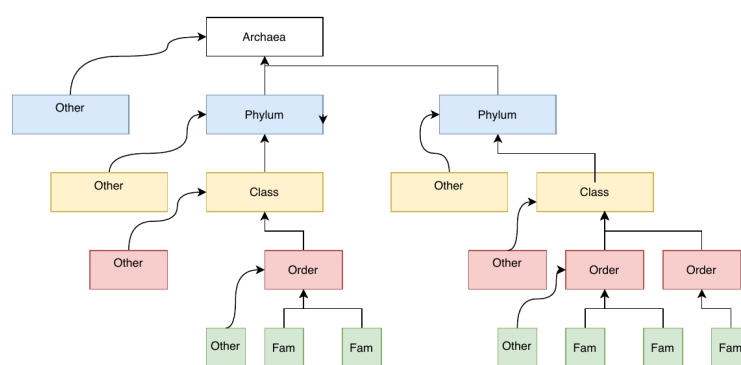 Archaea
Other
Phylum
Phylum
Other
Class
Other
Class
Other
Order
Other
Order
Order
Other
Fam
Fam
Other
Fam
Fam
Fam